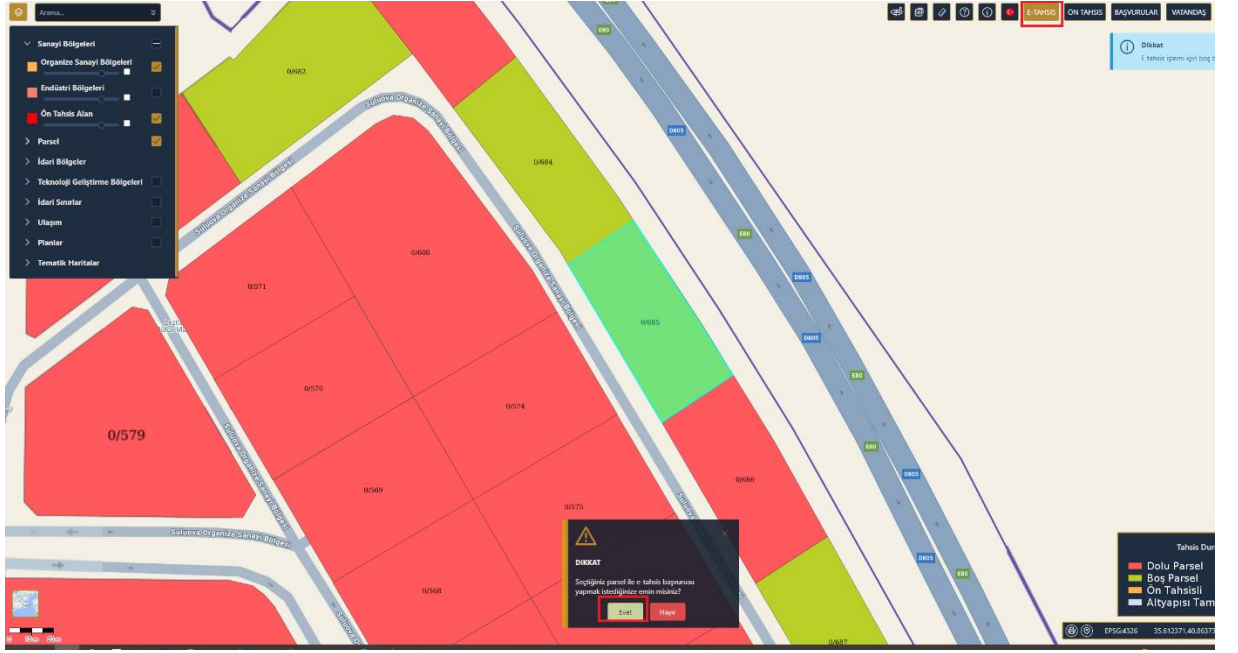 Arama...
E-TAHSIS
ÖN TAHSIS
BAŞVURULAR
VATANDAŞ
Dikkat
E tahsis işlemi için boş
Sanayi Bölgeleri
Organize Sanayi Bölgeleri
Endüstri Bölgeleri
Ön Tahsis Alan
Parsel
İdari Bölgeler
Teknoloji Geliştirme Bölgeleri
İdari Sınırlar
Ulaşım
Planlar
Tematik Haritalar
E80
0/682
Suluova Organize Sanayi Bölgesi
D805
0/684
Suluova Organize Sanayi Bölgesi
E80
Suluova Organize Sanayi Bölgesi
0/606
0/571
D805
0/685
D805
E80
0/570
0/574
0/579
Suluova Organize Sanayi Bölgesi
E80
D805
0/686
0/569
0/575
Suluova Organize Sanayi Bölgesi
DIKKAT
Seçtiğiniz parsel ile e-tahsis başvurusu
yapmak istediğinize emin misiniz?
Evet
Hayır
D805
E80
0/568
0/687
Tahsis Dur
Dolu Parsel
Boş Parsel
Ön Tahsisli
Altyapısı Tam
EPSG:4326
35.612371,40.86373